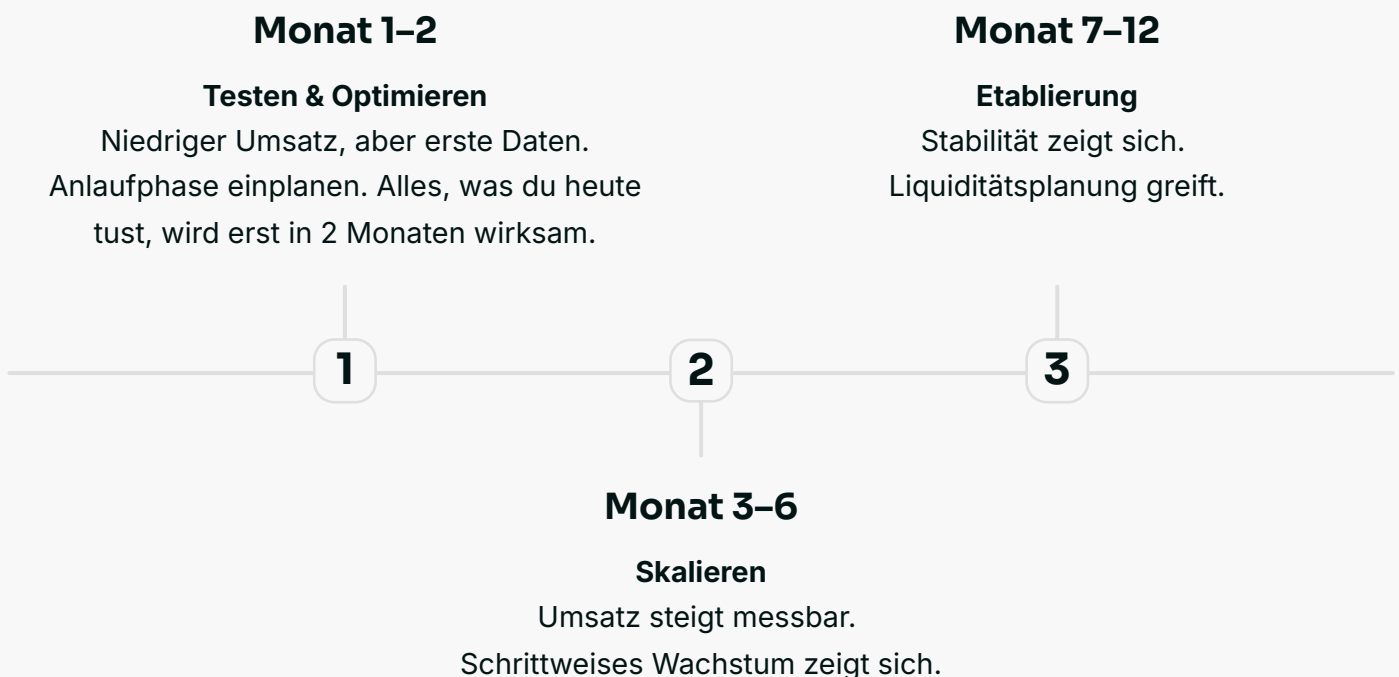 Monat 1–2
Testen & Optimieren
Niedriger Umsatz, aber erste Daten.
Anlaufphase einplanen. Alles, was du heute
tust, wird erst in 2 Monaten wirksam.
Monat 7–12
Etablierung
Stabilität zeigt sich.
Liquiditätsplanung greift.
1
2
3
Monat 3–6
Skalieren
Umsatz steigt messbar.
Schrittweises Wachstum zeigt sich.